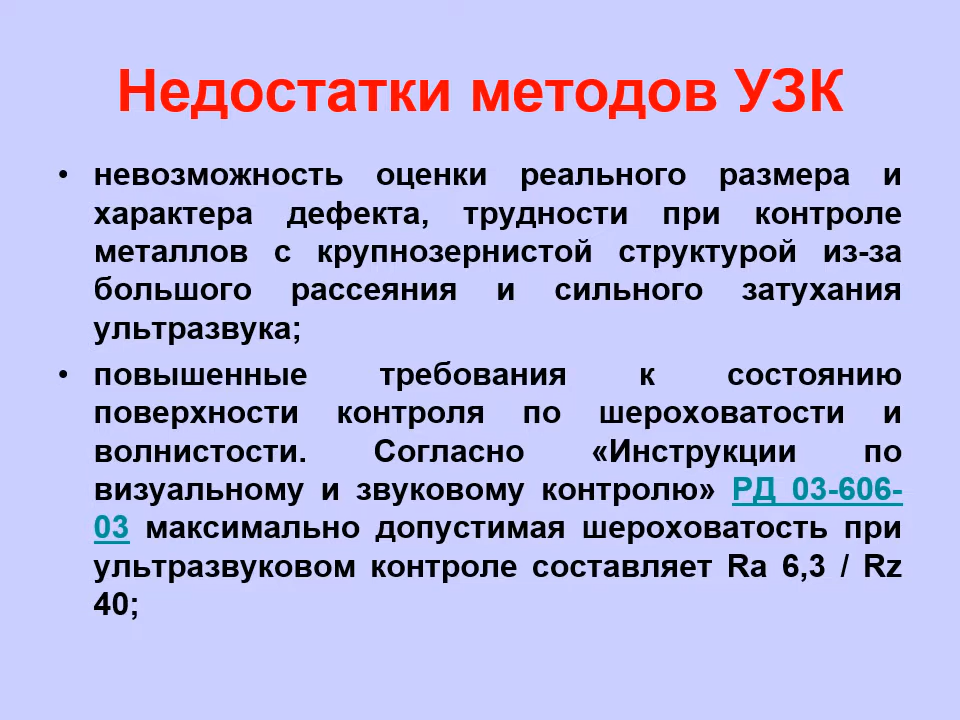 Недостатки методов УЗК
• невозможность оценки реального размера и
характера дефекта, трудности при контроле
металлов с крупнозернистой структурой из-за
большого рассеяния и сильного затухания
ультразвука;
• повышенные требования к состоянию
поверхности контроля по шероховатости и
волнистости. Согласно «Инструкции по
визуальному и звуковому контролю» РД 03-606-
03 максимально допустимая шероховатость при
ультразвуковом контроле составляет Ra 6,3 / Rz
40;